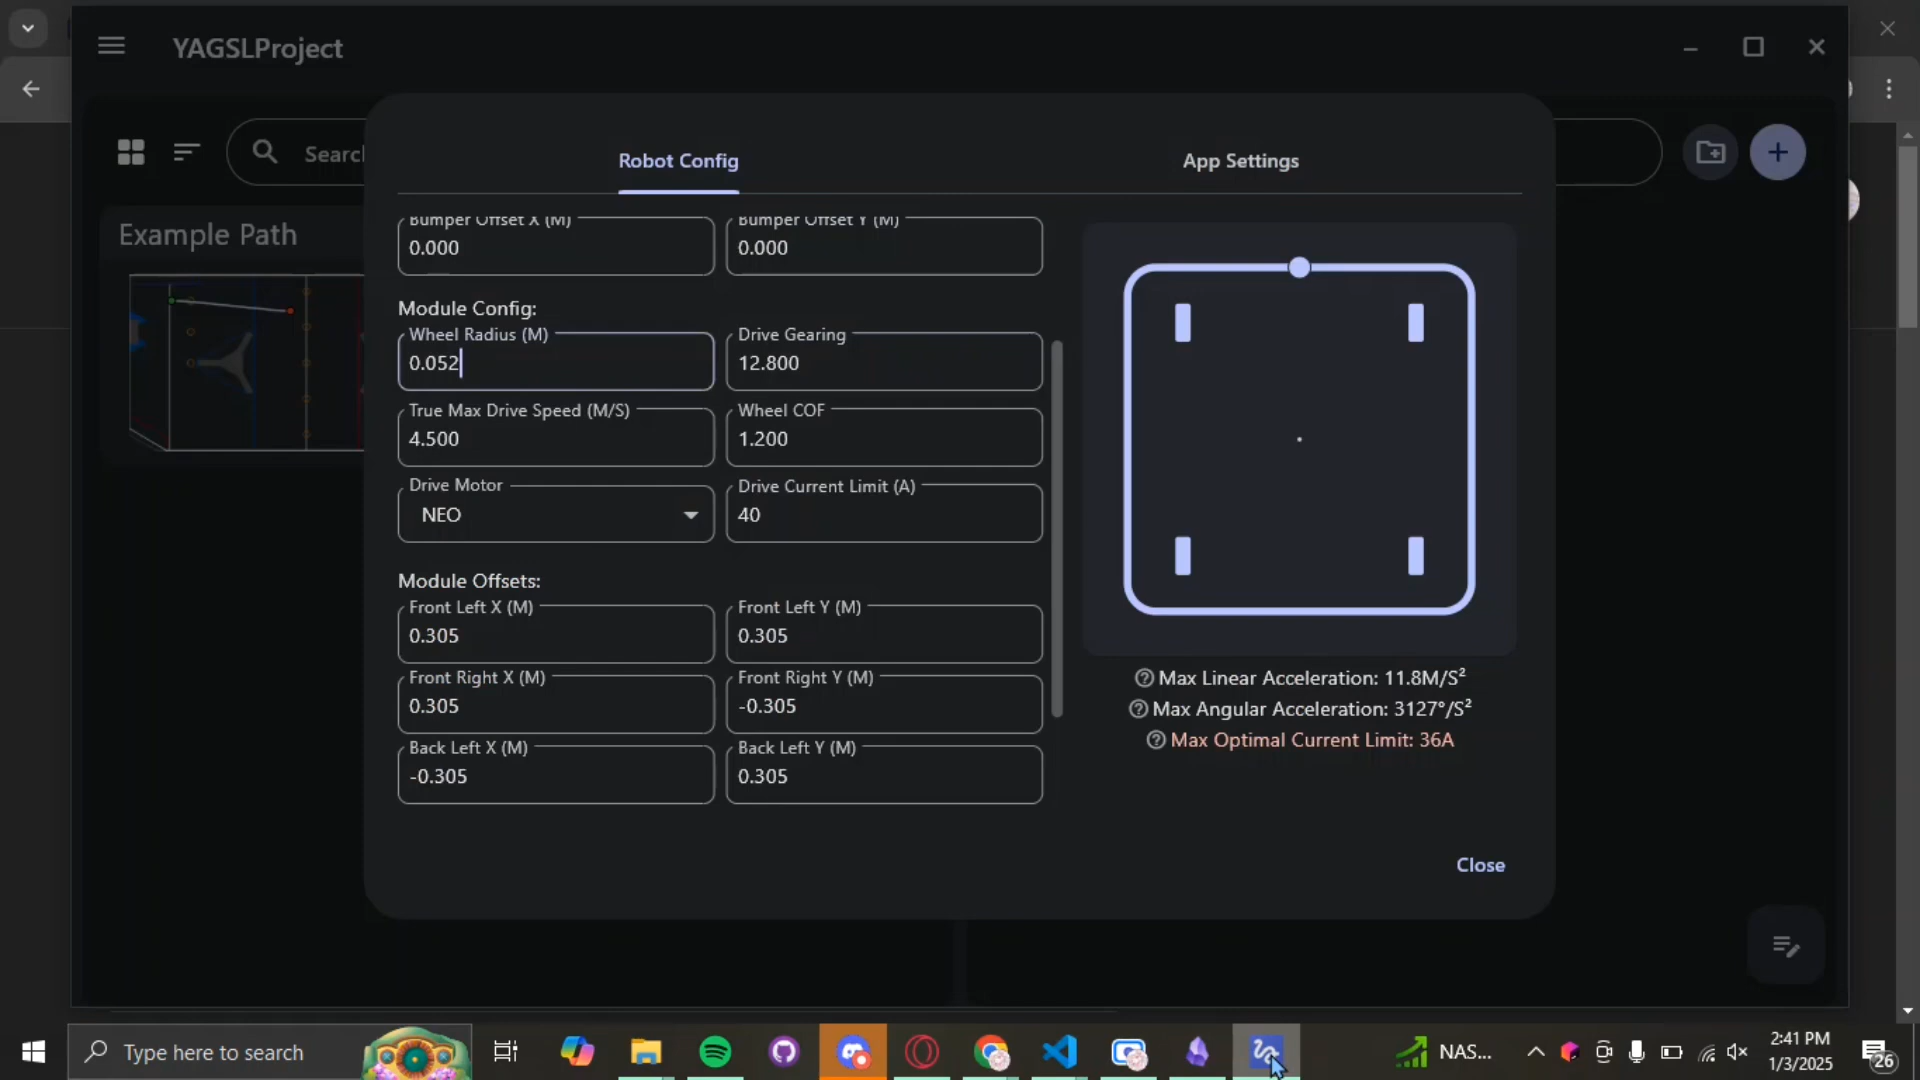 YAGSLProject
Search
Robot Config
App Settings
Example Path
Bumper Offset X (M)
0.000
Bumper Offset Y (M)
0.000
Module Config:
Wheel Radius (M)
0.052
Drive Gearing
12.800
True Max Drive Speed (M/S)
4.500
Wheel COF
1.200
Drive Motor
NEO
Drive Current Limit (A)
40
Module Offsets:
Front Left X (M)
0.305
Front Left Y (M)
0.305
Front Right X (M)
0.305
Front Right Y (M)
-0.305
Back Left X (M)
-0.305
Back Left Y (M)
0.305
Max Linear Acceleration: 11.8M/S²
Max Angular Acceleration: 3127°/S²
Max Optimal Current Limit: 36A
Close
Type here to search
NAS...
2:41 PM
1/3/2025
26